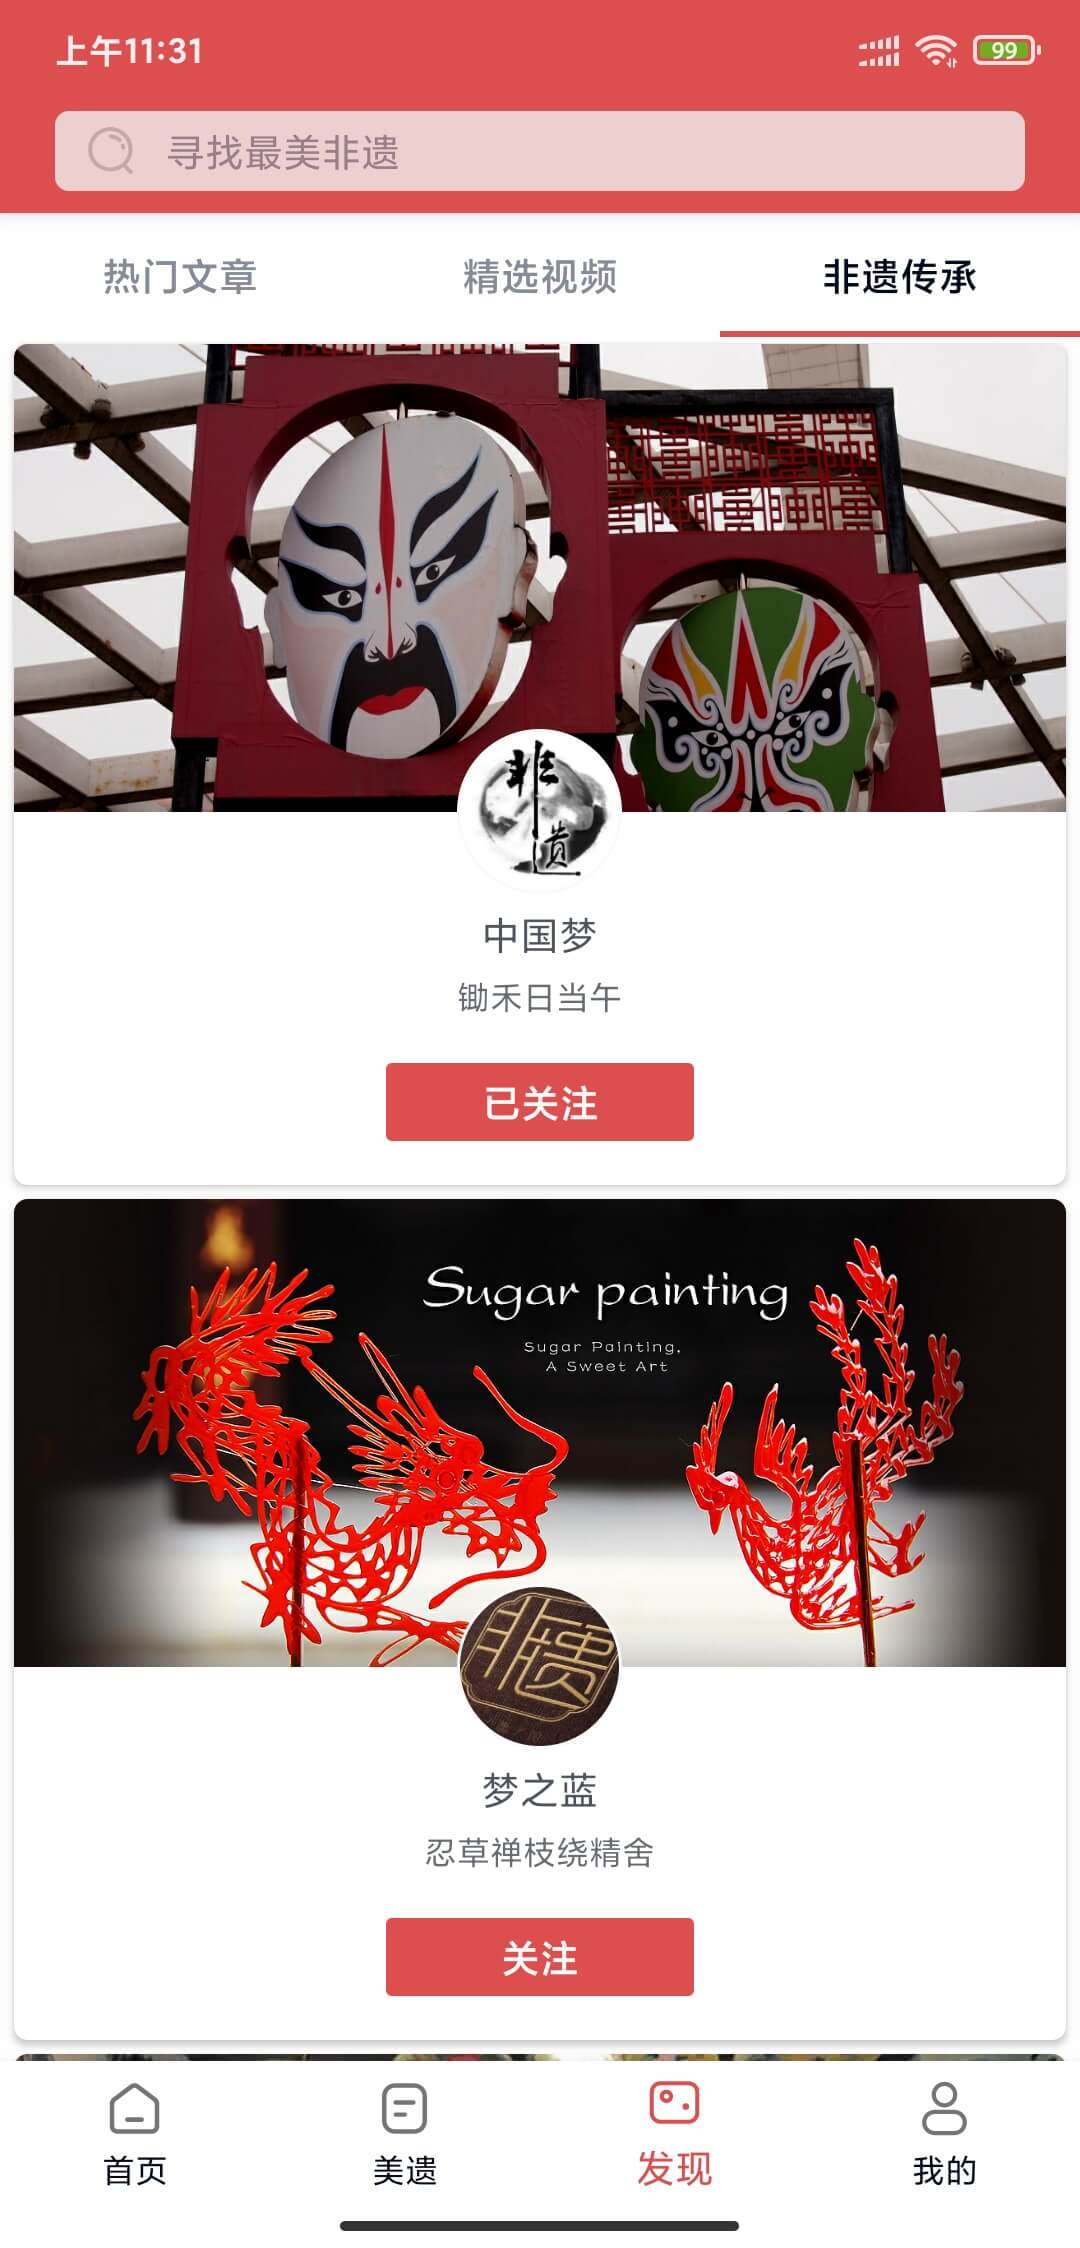 上午11:31
99
寻找最美非遗
热门文章
精选视频
非遗传承
非遗
中国梦
锄禾日当午
已关注
Sugar painting
Sugar Painting,
A Sweet Art
非遗
梦之蓝
忍草禅枝绕精舍
关注
首页
美遗
发现
我的